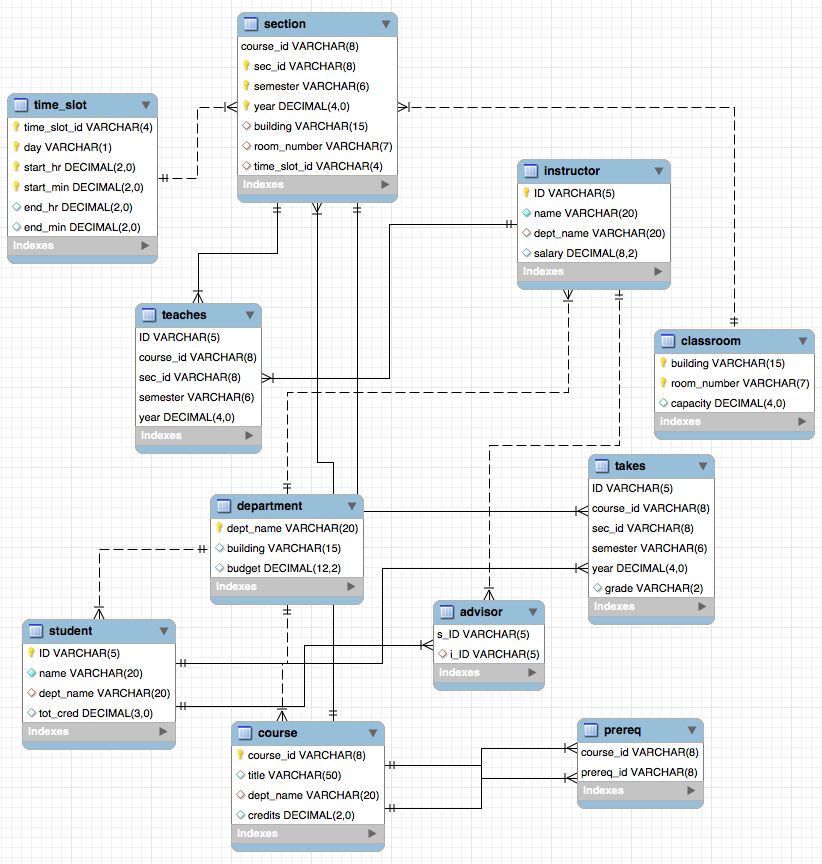 section
course_id VARCHAR(8)
sec_id VARCHAR(8)
semester VARCHAR(6)
year DECIMAL(4,0)
building VARCHAR(15)
room_number VARCHAR(7)
time_slot_id VARCHAR(4)
Indexes
time_slot
time_slot_id VARCHAR(4)
day VARCHAR(1)
start_hr DECIMAL(2,0)
start_min DECIMAL(2,0)
end_hr DECIMAL(2,0)
end_min DECIMAL(2,0)
Indexes
instructor
ID VARCHAR(5)
name VARCHAR(20)
dept_name VARCHAR(20)
salary DECIMAL(8,2)
Indexes
teaches
ID VARCHAR(5)
course_id VARCHAR(8)
sec_id VARCHAR(8)
semester VARCHAR(6)
year DECIMAL(4,0)
Indexes
classroom
building VARCHAR(15)
room_number VARCHAR(7)
capacity DECIMAL(4,0)
Indexes
takes
ID VARCHAR(5)
course_id VARCHAR(8)
sec_id VARCHAR(8)
semester VARCHAR(6)
year DECIMAL(4,0)
grade VARCHAR(2)
Indexes
department
dept_name VARCHAR(20)
building VARCHAR(15)
budget DECIMAL(12,2)
Indexes
advisor
s_ID VARCHAR(5)
i_ID VARCHAR(5)
Indexes
student
ID VARCHAR(5)
name VARCHAR(20)
dept_name VARCHAR(20)
tot_cred DECIMAL(3,0)
Indexes
course
course_id VARCHAR(8)
title VARCHAR(50)
dept_name VARCHAR(20)
credits DECIMAL(2,0)
Indexes
prereq
course_id VARCHAR(8)
prereq_id VARCHAR(8)
Indexes